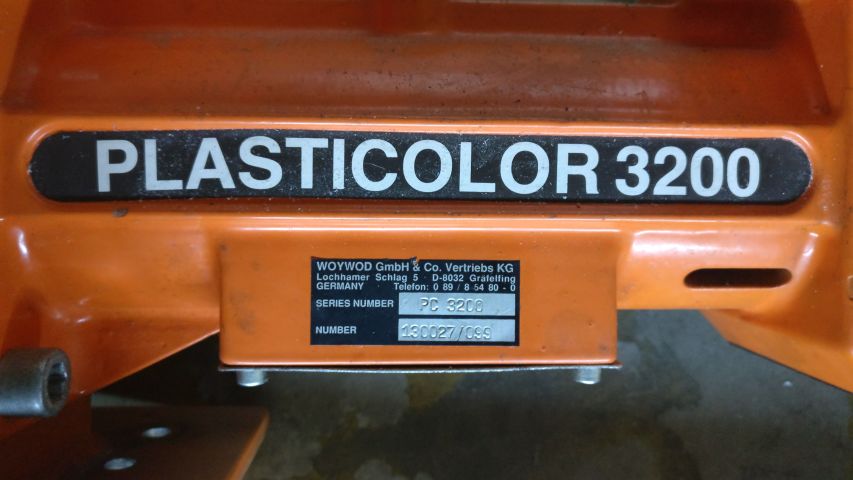 PLASTICOLOR 3200
WOYWOD GmbH & Co. Vertriebs KG
Lochhamer Schlag 5 · D-8032 Gräfelfing
GERMANY Telefon: 0 89 / 8 54 80 - 0
SERIES NUMBER PC 3200
NUMBER 130027/099